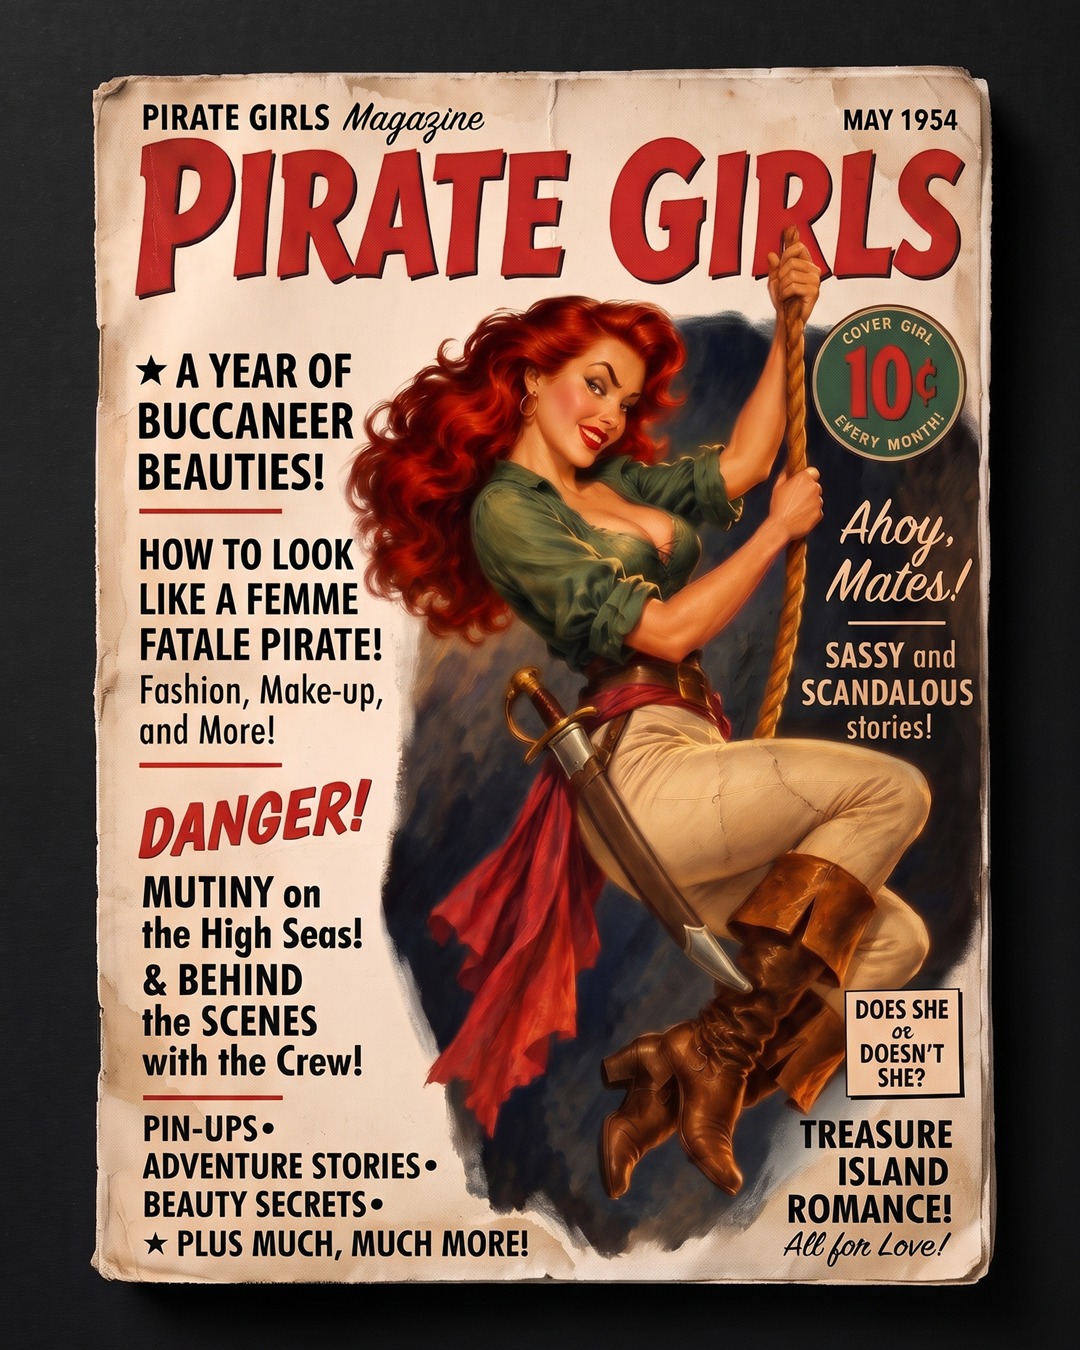 PIRATE GIRLS Magazine
MAY 1954
PIRATE GIRLS
★ A YEAR OF
BUCCANEER
BEAUTIES!
HOW TO LOOK
LIKE A FEMME
FATALE PIRATE!
Fashion, Make-up,
and More!
DANGER!
MUTINY on
the High Seas!
& BEHIND
the SCENES
with the Crew!
PIN-UPS•
ADVENTURE STORIES•
BEAUTY SECRETS•
★ PLUS MUCH, MUCH MORE!
COVER GIRL
10¢
EVERY MONTH!
Ahoy,
Mates!
SASSY and
SCANDALOUS
stories!
DOES SHE
or
DOESN'T
SHE?
TREASURE
ISLAND
ROMANCE!
All for Love!